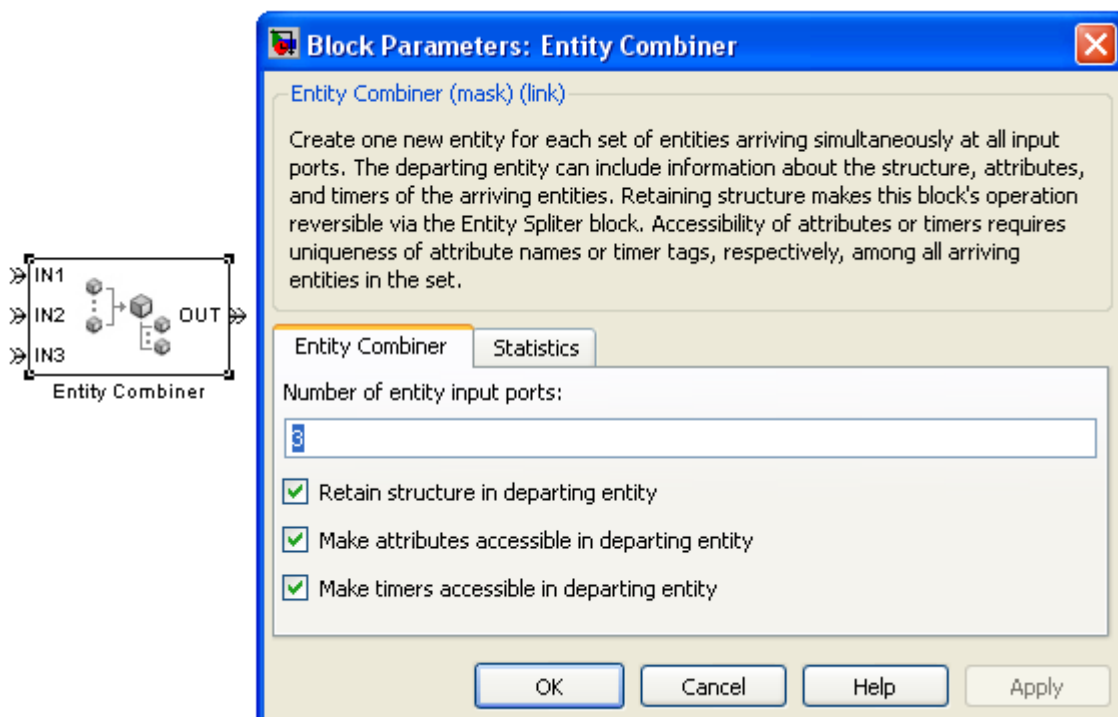 Block Parameters: Entity Combiner
Entity Combiner (mask) (link)
Create one new entity for each set of entities arriving simultaneously at all input
ports. The departing entity can include information about the structure, attributes,
and timers of the arriving entities. Retaining structure makes this block's operation
reversible via the Entity Spliter block. Accessibility of attributes or timers requires
uniqueness of attribute names or timer tags, respectively, among all arriving
entities in the set.
IN1
IN2
OUT
IN3
Entity Combiner
Entity Combiner
Statistics
Number of entity input ports:
3
Retain structure in departing entity
Make attributes accessible in departing entity
Make timers accessible in departing entity
OK
Cancel
Help
Apply